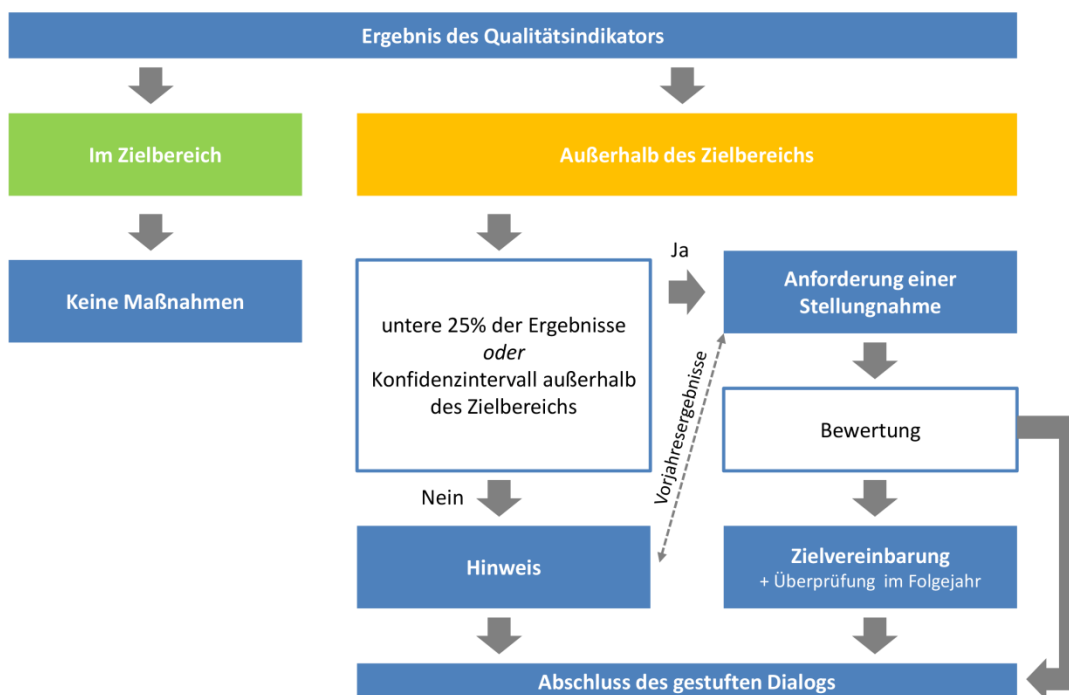 Ergebnis des Qualitätsindikators
Im Zielbereich
Außerhalb des Zielbereichs
Keine Maßnahmen
untere 25% der Ergebnisse
oder
Konfidenzintervall außerhalb
des Zielbereichs
Ja
Anforderung einer
Stellungnahme
Vorjahresergebnisse
Bewertung
Nein
Hinweis
Zielvereinbarung
+ Überprüfung im Folgejahr
Abschluss des gestuften Dialogs